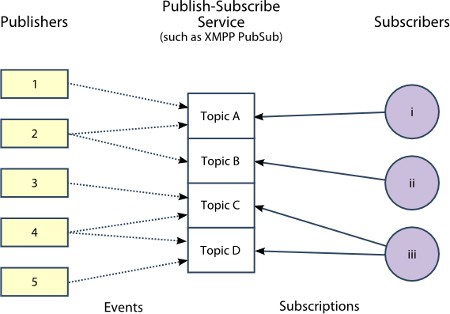 Publishers
Publish-Subscribe
Service
(such as XMPP PubSub)
Subscribers
1
2
3
4
5
Topic A
Topic B
Topic C
Topic D
i
ii
iii
Events
Subscriptions